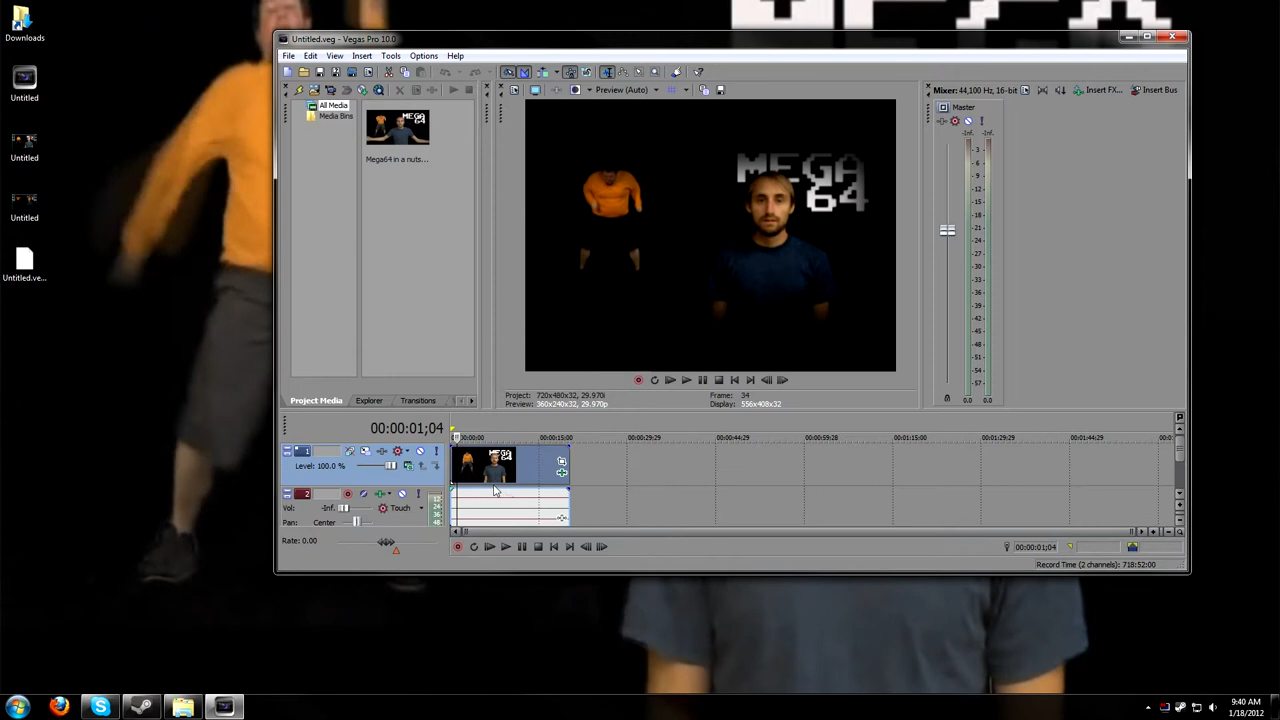 Downloads
Untitled
Untitled
Untitled
Untitled.ve...
Untitled.veg - Vegas Pro 10.0
File Edit View Insert Tools Options Help
All Media
Media Bins
Mega64 in a nuts...
Project Media Explorer Transitions
Preview (Auto)
MEGA
64
Project: 720x480x32, 29.970i
Preview: 360x240x32, 29.970p
Frame: 34
Display: 556x408x32
Mixer: 44,100 Hz, 16-bit
Insert FX...
Insert Bus
Master
-Inf. -Inf.
3
6
9
12
15
18
21
24
27
30
33
36
39
42
45
48
51
54
57
0.0 0.0
00:00:01;04
00:00:15:00 00:00:29:29 00:00:44:29 00:00:59:28 00:01:15:00 00:01:29:29 00:01:44:29
1
Level: 100.0 %
2
Vol: -Inf. Touch
Pan: Center
12
24
36
48
Rate: 0.00
00:00:01;04
Record Time (2 channels): 718:52:00
9:40 AM
1/18/2012